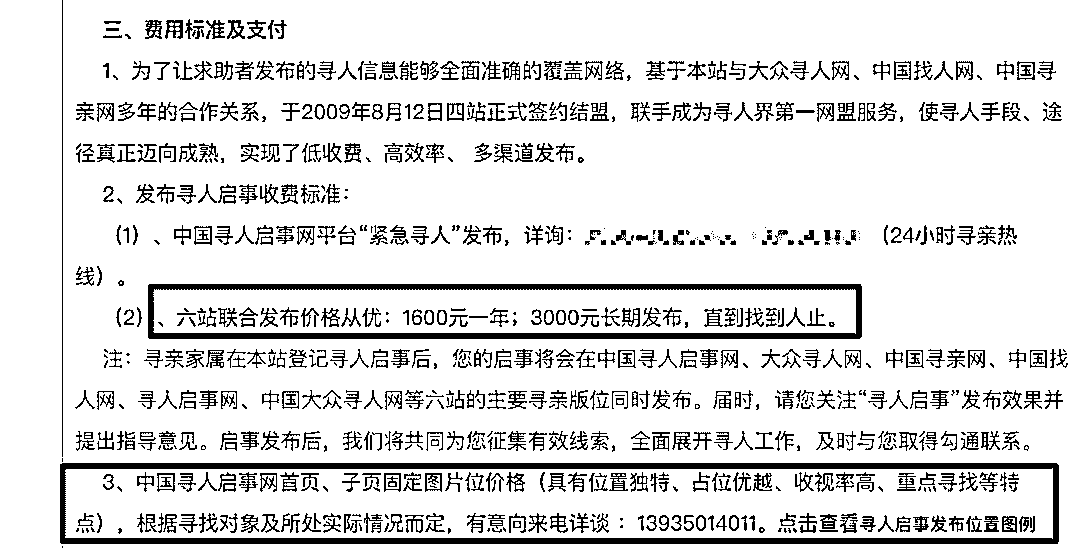 三、费用标准及支付
1、为了让求助者发布的寻人信息能够全面准确的覆盖网络，基于本站与大众寻人网、中国找人网、中国寻
亲网多年的合作关系，于2009年8月12日四站正式签约结盟，联手成为寻人界第一网盟服务，使寻人手段、途
径真正迈向成熟，实现了低收费、高效率、 多渠道发布。
2、发布寻人启事收费标准：
（1）、中国寻人启事网平台“紧急寻人”发布，详询： （24小时寻亲热
线）。
（2）、六站联合发布价格从优：1600元一年；3000元长期发布，直到找到人止。
注：寻亲家属在本站登记寻人启事后，您的启事将会在中国寻人启事网、大众寻人网、中国寻亲网、中国找
人网、寻人启事网、中国大众寻人网等六站的主要寻亲版位同时发布。届时，请您关注“寻人启事”发布效果并
提出指导意见。启事发布后，我们将共同为您征集有效线索，全面展开寻人工作，及时与您取得勾通联系。
3、中国寻人启事网首页、子页固定图片位价格（具有位置独特、占位优越、收视率高、重点寻找等特
点），根据寻找对象及所处实际情况而定，有意向来电详谈 ：13935014011。点击查看寻人启事发布位置图例